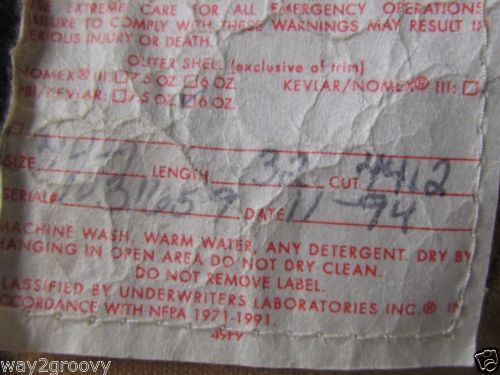 USE EXTREME CARE FOR ALL EMERGENCY OPERATIONS
FAILURE TO COMPLY WITH THESE WARNINGS MAY RESULT IN
SERIOUS INJURY OR DEATH.
OUTER SHELL (exclusive of trim)
NOMEX® III: □ 7.5 OZ □ 6 OZ KEVLAR/NOMEX® III: □
PBI/KEVLAR: □ 7.5 OZ ☑ 6 OZ
□
SIZE LENGTH 32 CUT 4412
SERIAL# DATE 11-94
MACHINE WASH, WARM WATER, ANY DETERGENT. DRY BY
HANGING IN OPEN AREA DO NOT DRY CLEAN.
DO NOT REMOVE LABEL.
CLASSIFIED BY UNDERWRITERS LABORATORIES INC.® IN
ACCORDANCE WITH NFPA 1971-1991.
49F9
way2groovy